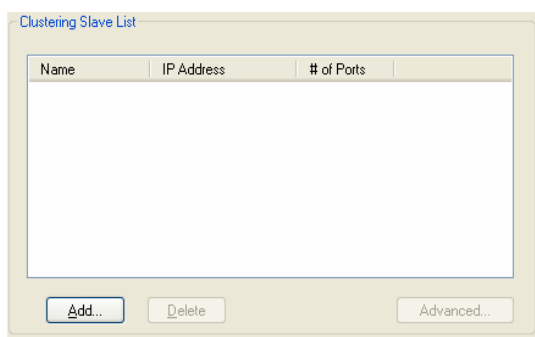 Clustering Slave List
Name IP Address # of Ports
Add... Delete Advanced...